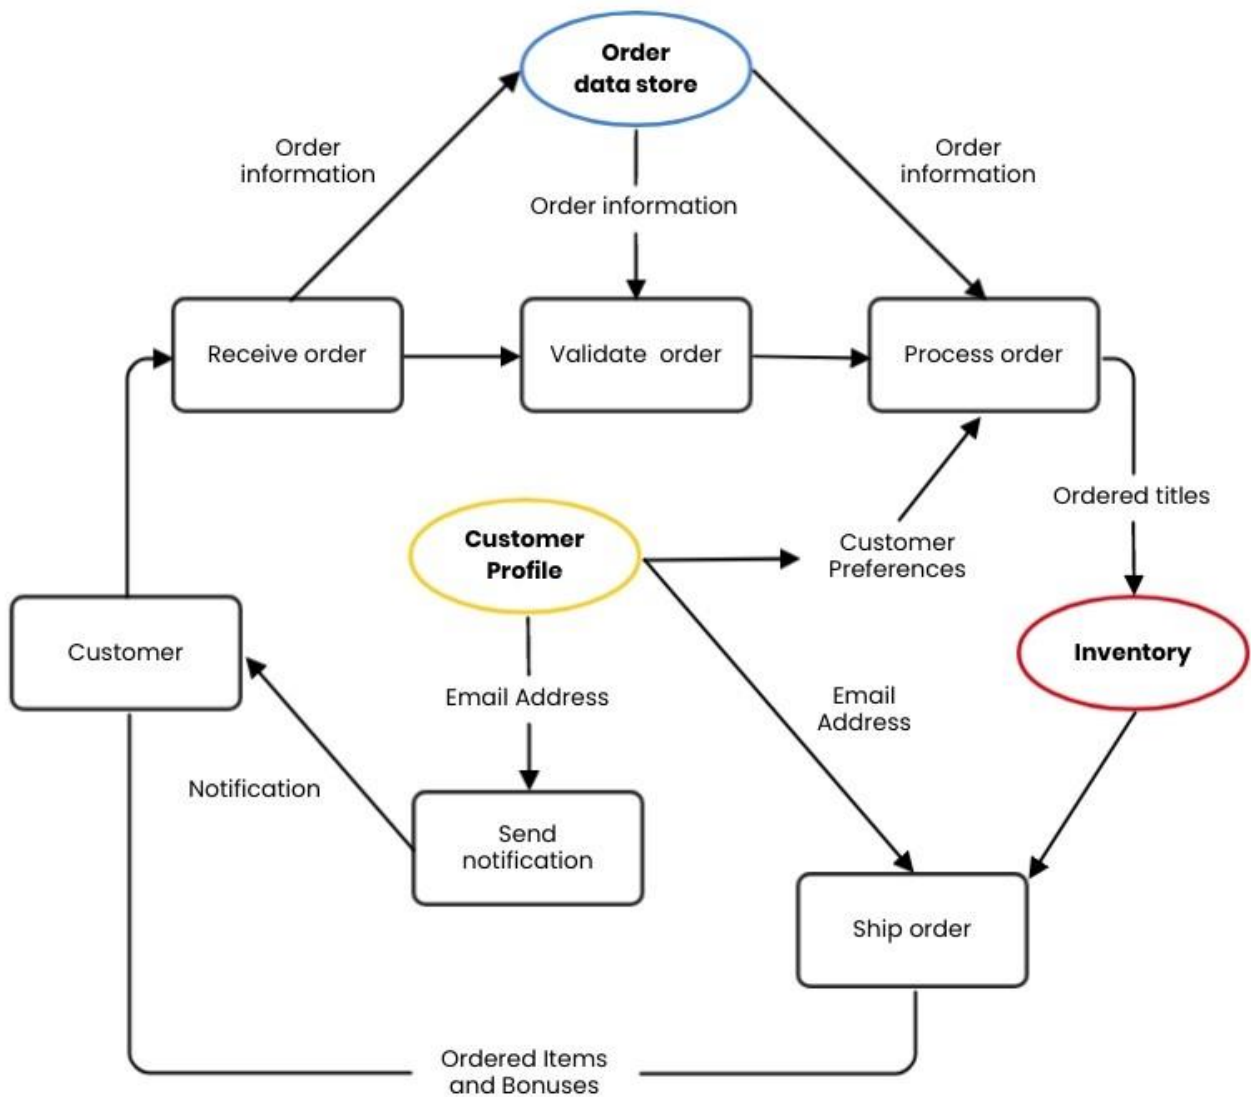 Order
data store
Order
information
Order information
Order
information
Receive order
Validate order
Process order
Ordered titles
Customer
Profile
Customer
Preferences
Customer
Inventory
Email Address
Email
Address
Notification
Send
notification
Ship order
Ordered Items
and Bonuses